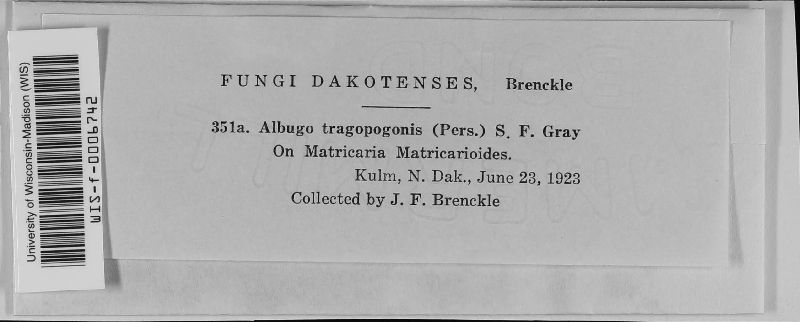 FUNGI DAKOTENSES, Brenckle
351a. Albugo tragopogonis (Pers.) S. F. Gray
On Matricaria Matricarioides.
Kulm, N. Dak., June 23, 1923
Collected by J. F. Brenckle
University of Wisconsin-Madison (WIS)
WIS-f-0006742